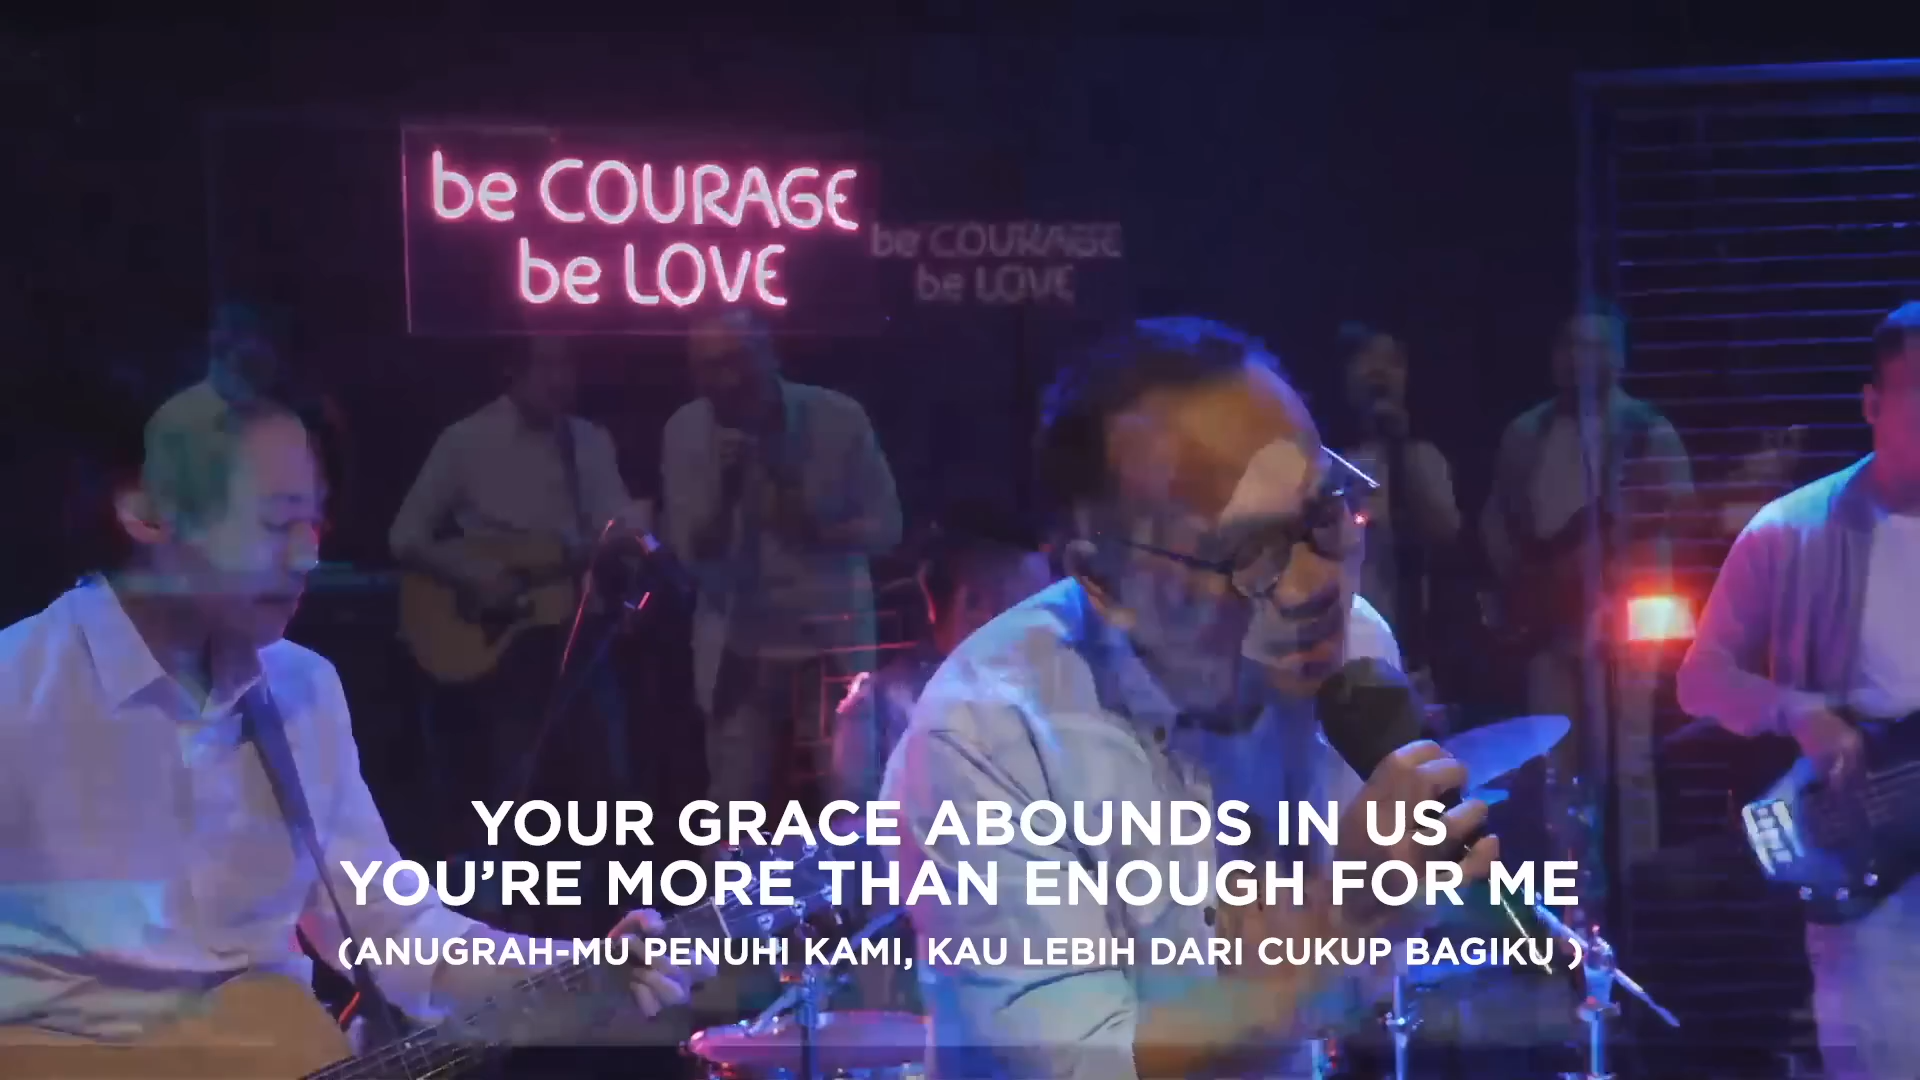 be COURAGE
be LOVE
be COURAGE
be LOVE
YOUR GRACE ABOUNDS IN US
YOU'RE MORE THAN ENOUGH FOR ME
(ANUGRAH-MU PENUHI KAMI, KAU LEBIH DARI CUKUP BAGIKU )